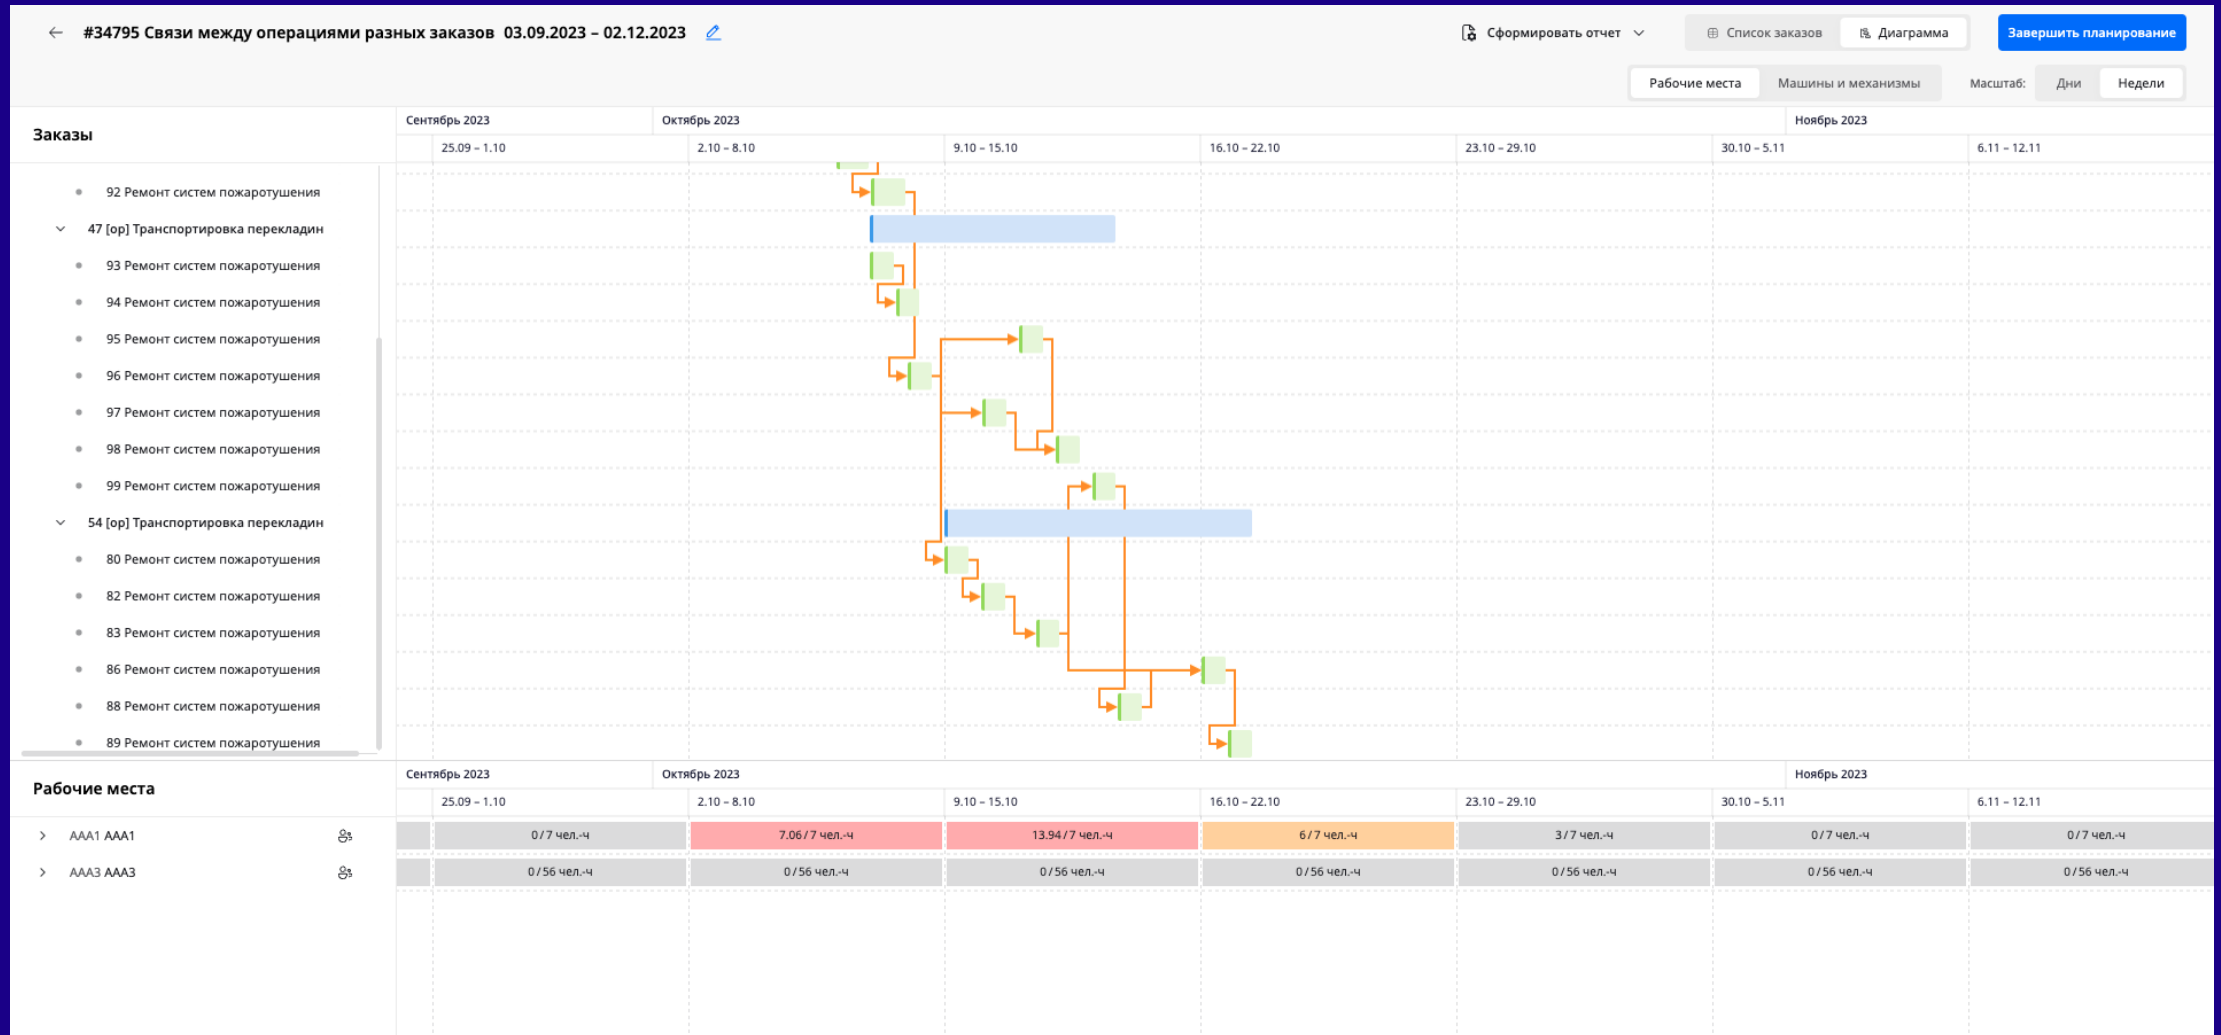 #34795 Связи между операциями разных заказов 03.09.2023 – 02.12.2023
Сформировать отчет
Список заказов
Диаграмма
Завершить планирование
Рабочие места
Машины и механизмы
Масштаб:
Дни
Недели
Заказы
Сентябрь 2023
Октябрь 2023
Ноябрь 2023
25.09 – 1.10
2.10 – 8.10
9.10 – 15.10
16.10 – 22.10
23.10 – 29.10
30.10 – 5.11
6.11 – 12.11
92 Ремонт систем пожаротушения
47 [ор] Транспортировка перекладин
93 Ремонт систем пожаротушения
94 Ремонт систем пожаротушения
95 Ремонт систем пожаротушения
96 Ремонт систем пожаротушения
97 Ремонт систем пожаротушения
98 Ремонт систем пожаротушения
99 Ремонт систем пожаротушения
54 [ор] Транспортировка перекладин
80 Ремонт систем пожаротушения
82 Ремонт систем пожаротушения
83 Ремонт систем пожаротушения
86 Ремонт систем пожаротушения
88 Ремонт систем пожаротушения
89 Ремонт систем пожаротушения
Рабочие места
Сентябрь 2023
Октябрь 2023
Ноябрь 2023
25.09 – 1.10
2.10 – 8.10
9.10 – 15.10
16.10 – 22.10
23.10 – 29.10
30.10 – 5.11
6.11 – 12.11
ААА1 ААА1
0 / 7 чел.-ч
7.06 / 7 чел.-ч
13.94 / 7 чел.-ч
6 / 7 чел.-ч
3 / 7 чел.-ч
0 / 7 чел.-ч
0 / 7 чел.-ч
ААА3 ААА3
0 / 56 чел.-ч
0 / 56 чел.-ч
0 / 56 чел.-ч
0 / 56 чел.-ч
0 / 56 чел.-ч
0 / 56 чел.-ч
0 / 56 чел.-ч